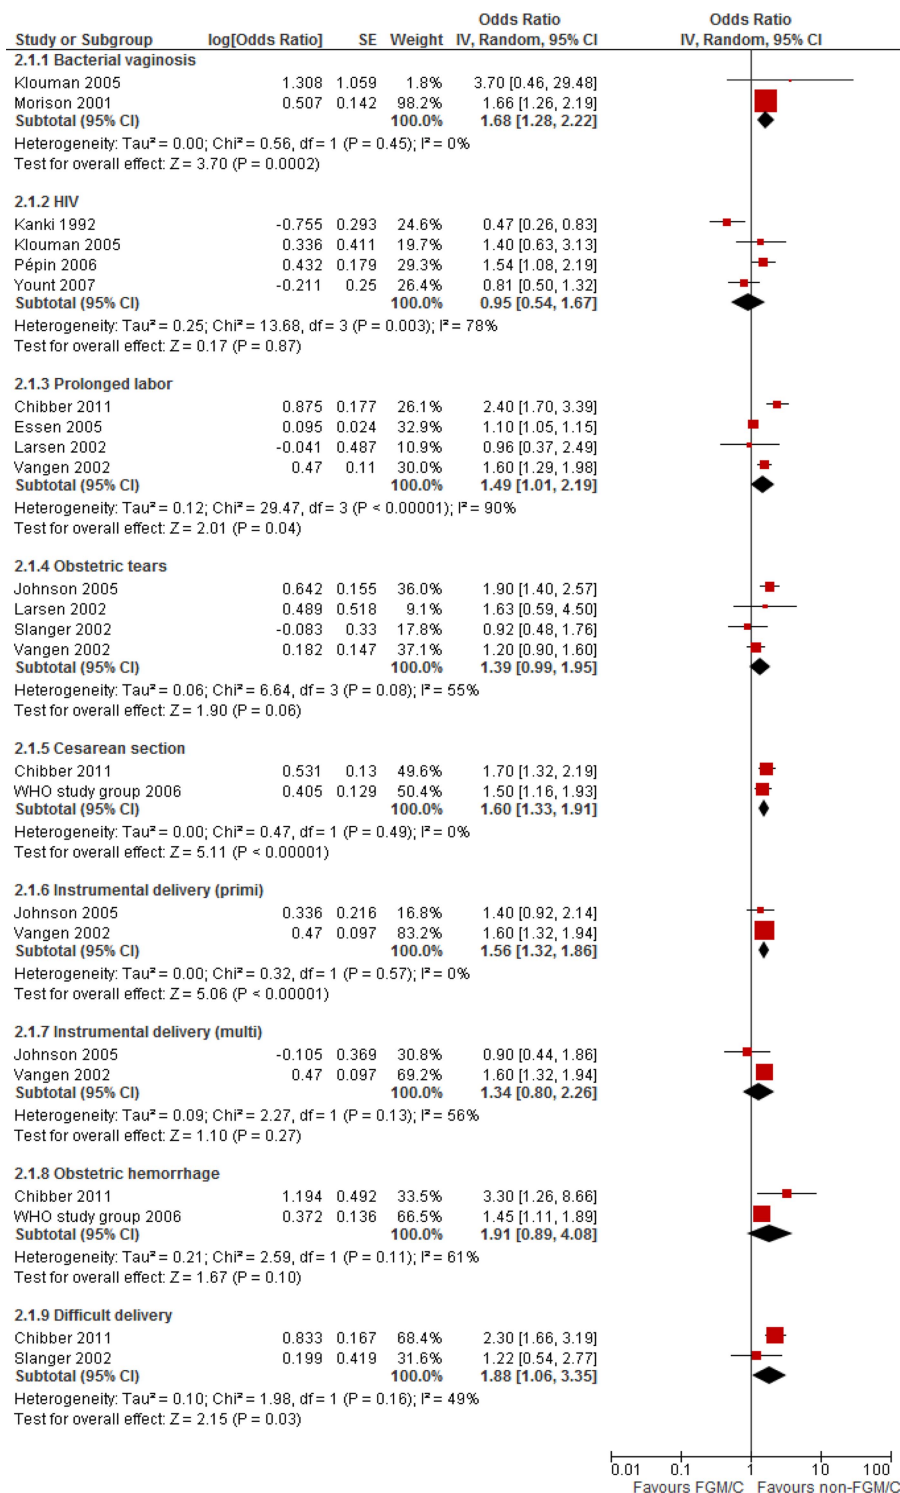 Odds Ratio Odds Ratio
Study or Subgroup log[Odds Ratio] SE Weight IV, Random, 95% CI IV, Random, 95% CI
2.1.1 Bacterial vaginosis
Klouman 2005 1.308 1.059 1.8% 3.70 [0.46, 29.48]
Morison 2001 0.507 0.142 98.2% 1.66 [1.26, 2.19]
Subtotal (95% CI) 100.0% 1.68 [1.28, 2.22]
Heterogeneity: Tau² = 0.00; Chi² = 0.56, df = 1 (P = 0.45); I² = 0%
Test for overall effect: Z = 3.70 (P = 0.0002)
2.1.2 HIV
Kanki 1992 -0.755 0.293 24.6% 0.47 [0.26, 0.83]
Klouman 2005 0.336 0.411 19.7% 1.40 [0.63, 3.13]
Pépin 2006 0.432 0.179 29.3% 1.54 [1.08, 2.19]
Yount 2007 -0.211 0.25 26.4% 0.81 [0.50, 1.32]
Subtotal (95% CI) 100.0% 0.95 [0.54, 1.67]
Heterogeneity: Tau² = 0.25; Chi² = 13.68, df = 3 (P = 0.003); I² = 78%
Test for overall effect: Z = 0.17 (P = 0.87)
2.1.3 Prolonged labor
Chibber 2011 0.875 0.177 26.1% 2.40 [1.70, 3.39]
Essen 2005 0.095 0.024 32.9% 1.10 [1.05, 1.15]
Larsen 2002 -0.041 0.487 10.9% 0.96 [0.37, 2.49]
Vangen 2002 0.47 0.11 30.0% 1.60 [1.29, 1.98]
Subtotal (95% CI) 100.0% 1.49 [1.01, 2.19]
Heterogeneity: Tau² = 0.12; Chi² = 29.47, df = 3 (P < 0.00001); I² = 90%
Test for overall effect: Z = 2.01 (P = 0.04)
2.1.4 Obstetric tears
Johnson 2005 0.642 0.155 36.0% 1.90 [1.40, 2.57]
Larsen 2002 0.489 0.518 9.1% 1.63 [0.59, 4.50]
Slanger 2002 -0.083 0.33 17.8% 0.92 [0.48, 1.76]
Vangen 2002 0.182 0.147 37.1% 1.20 [0.90, 1.60]
Subtotal (95% CI) 100.0% 1.39 [0.99, 1.95]
Heterogeneity: Tau² = 0.06; Chi² = 6.64, df = 3 (P = 0.08); I² = 55%
Test for overall effect: Z = 1.90 (P = 0.06)
2.1.5 Cesarean section
Chibber 2011 0.531 0.13 49.6% 1.70 [1.32, 2.19]
WHO study group 2006 0.405 0.129 50.4% 1.50 [1.16, 1.93]
Subtotal (95% CI) 100.0% 1.60 [1.33, 1.91]
Heterogeneity: Tau² = 0.00; Chi² = 0.47, df = 1 (P = 0.49); I² = 0%
Test for overall effect: Z = 5.11 (P < 0.00001)
2.1.6 Instrumental delivery (primi)
Johnson 2005 0.336 0.216 16.8% 1.40 [0.92, 2.14]
Vangen 2002 0.47 0.097 83.2% 1.60 [1.32, 1.94]
Subtotal (95% CI) 100.0% 1.56 [1.32, 1.86]
Heterogeneity: Tau² = 0.00; Chi² = 0.32, df = 1 (P = 0.57); I² = 0%
Test for overall effect: Z = 5.06 (P < 0.00001)
2.1.7 Instrumental delivery (multi)
Johnson 2005 -0.105 0.369 30.8% 0.90 [0.44, 1.86]
Vangen 2002 0.47 0.097 69.2% 1.60 [1.32, 1.94]
Subtotal (95% CI) 100.0% 1.34 [0.80, 2.26]
Heterogeneity: Tau² = 0.09; Chi² = 2.27, df = 1 (P = 0.13); I² = 56%
Test for overall effect: Z = 1.10 (P = 0.27)
2.1.8 Obstetric hemorrhage
Chibber 2011 1.194 0.492 33.5% 3.30 [1.26, 8.66]
WHO study group 2006 0.372 0.136 66.5% 1.45 [1.11, 1.89]
Subtotal (95% CI) 100.0% 1.91 [0.89, 4.08]
Heterogeneity: Tau² = 0.21; Chi² = 2.59, df = 1 (P = 0.11); I² = 61%
Test for overall effect: Z = 1.67 (P = 0.10)
2.1.9 Difficult delivery
Chibber 2011 0.833 0.167 68.4% 2.30 [1.66, 3.19]
Slanger 2002 0.199 0.419 31.6% 1.22 [0.54, 2.77]
Subtotal (95% CI) 100.0% 1.88 [1.06, 3.35]
Heterogeneity: Tau² = 0.10; Chi² = 1.98, df = 1 (P = 0.16); I² = 49%
Test for overall effect: Z = 2.15 (P = 0.03)
0.01 0.1 1 10 100
Favours FGM/C Favours non-FGM/C